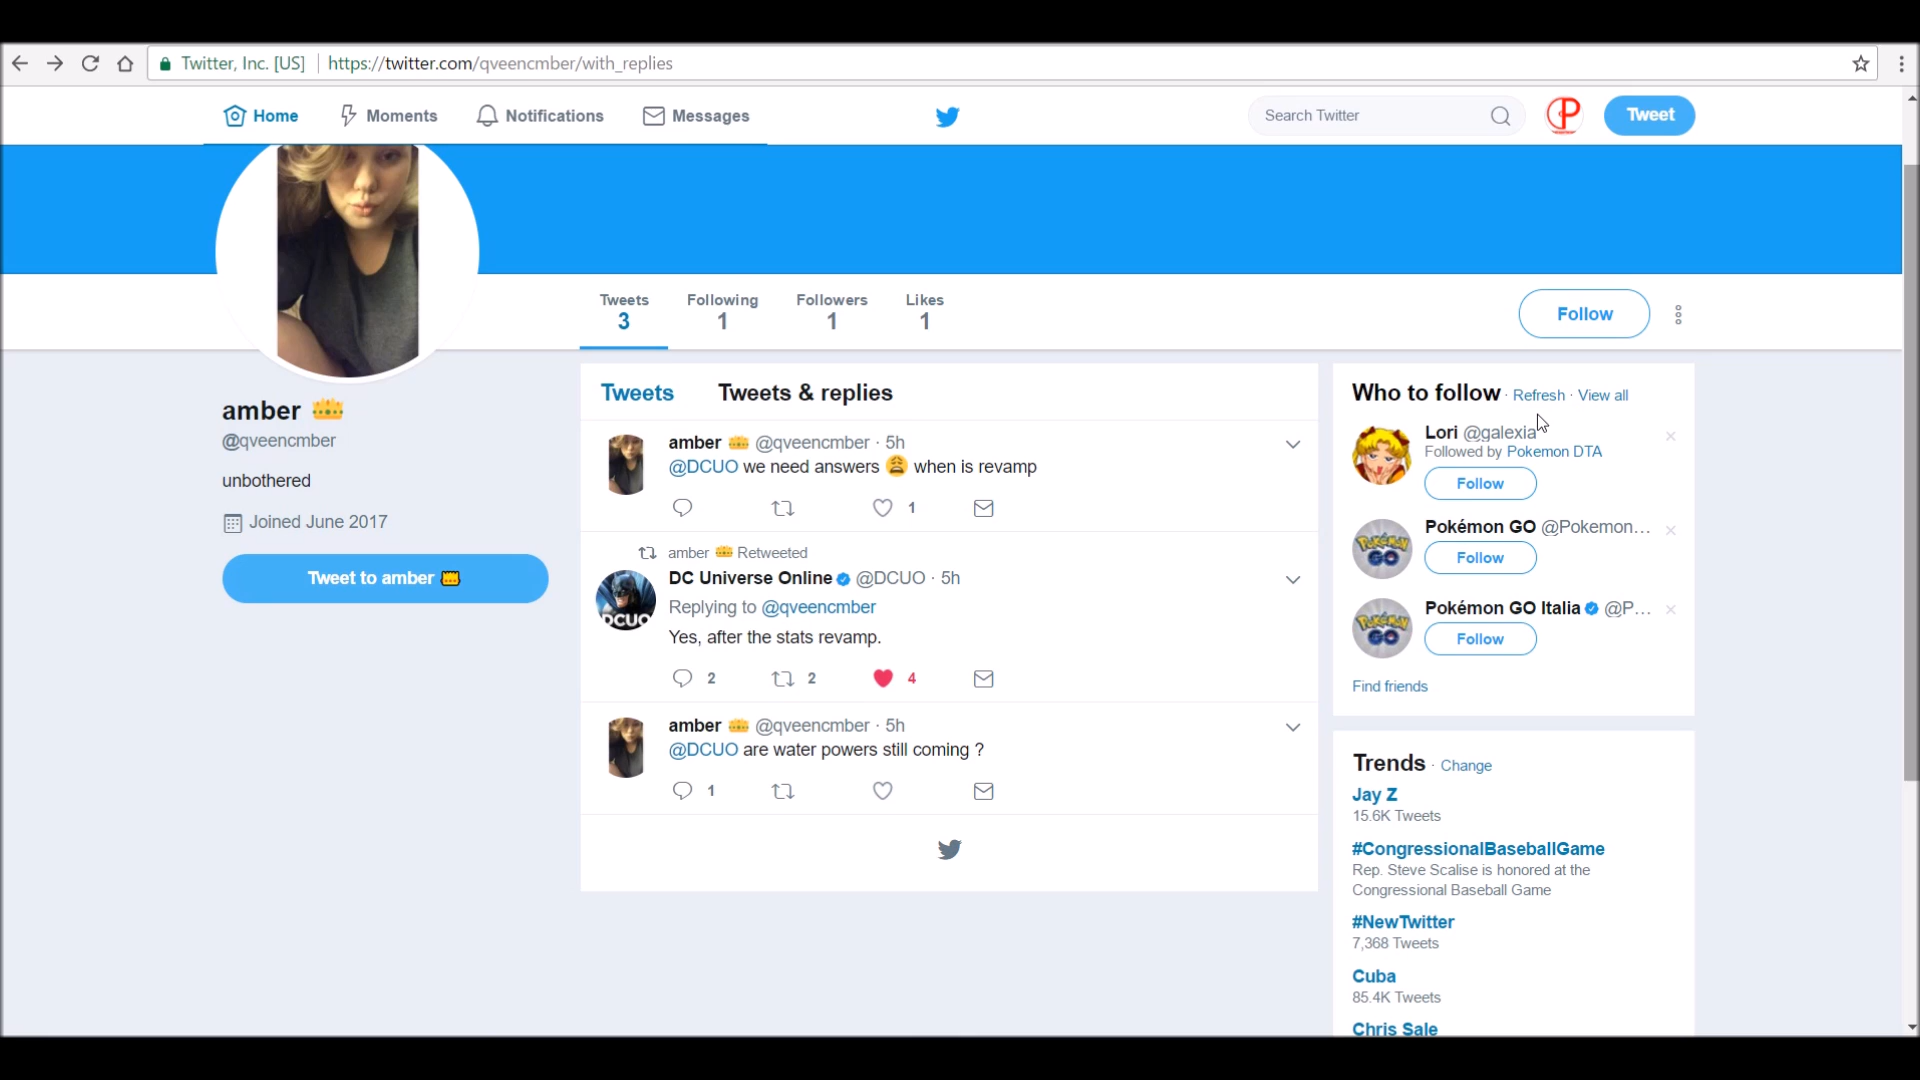 Twitter, Inc. [US] https://twitter.com/qveencmber/with_replies
Home Moments Notifications Messages Search Twitter Tweet
Tweets Following Followers Likes
3 1 1 1
Follow
amber
@qveencmber
unbothered
Joined June 2017
Tweet to amber
Tweets Tweets & replies
amber @qveencmber · 5h
@DCUO we need answers 😩 when is revamp
1
amber Retweeted
DC Universe Online @DCUO · 5h
Replying to @qveencmber
Yes, after the stats revamp.
2 2 4
DCUO
amber @qveencmber · 5h
@DCUO are water powers still coming ?
1
Who to follow · Refresh · View all
Lori @galexia
Followed by Pokemon DTA
Follow
Pokémon GO @Pokemon...
Follow
POKÉMON GO
Pokémon GO Italia @P...
Follow
POKÉMON GO
Find friends
Trends · Change
Jay Z
15.6K Tweets
#CongressionalBaseballGame
Rep. Steve Scalise is honored at the
Congressional Baseball Game
#NewTwitter
7,368 Tweets
Cuba
85.4K Tweets
Chris Sale